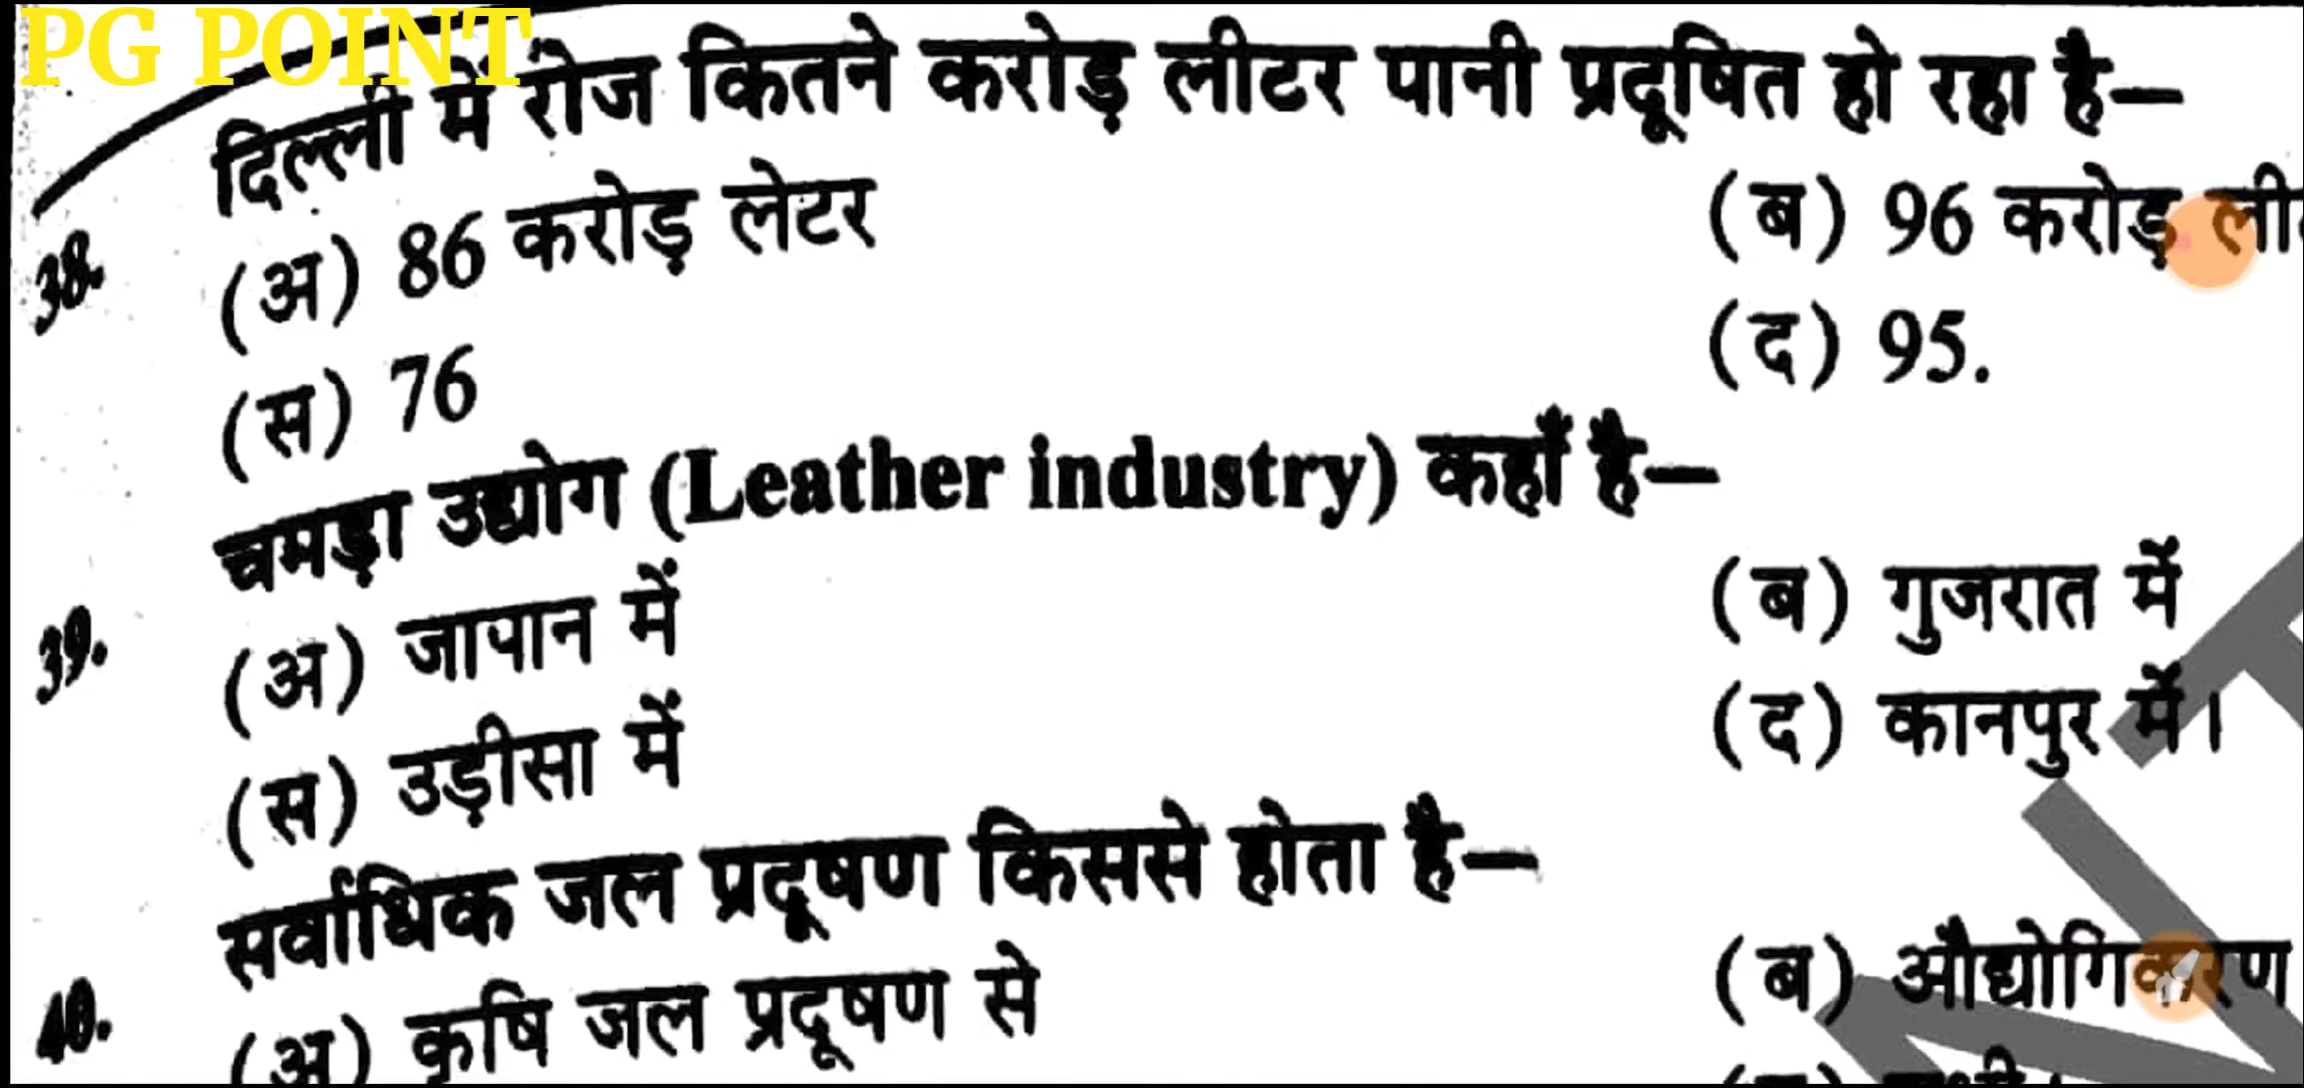 PG POINT
38. दिल्ली में रोज कितने करोड़ लीटर पानी प्रदूषित हो रहा है—
(अ) 86 करोड़ लेटर (ब) 96 करोड़
(स) 76 (द) 95.
39. चमड़ा उद्योग (Leather industry) कहाँ है—
(अ) जापान में (ब) गुजरात में
(स) उड़ीसा में (द) कानपुर में।
40. सर्वाधिक जल प्रदूषण किससे होता है—
(अ) कृषि जल प्रदूषण से (ब) औद्योगिकरण